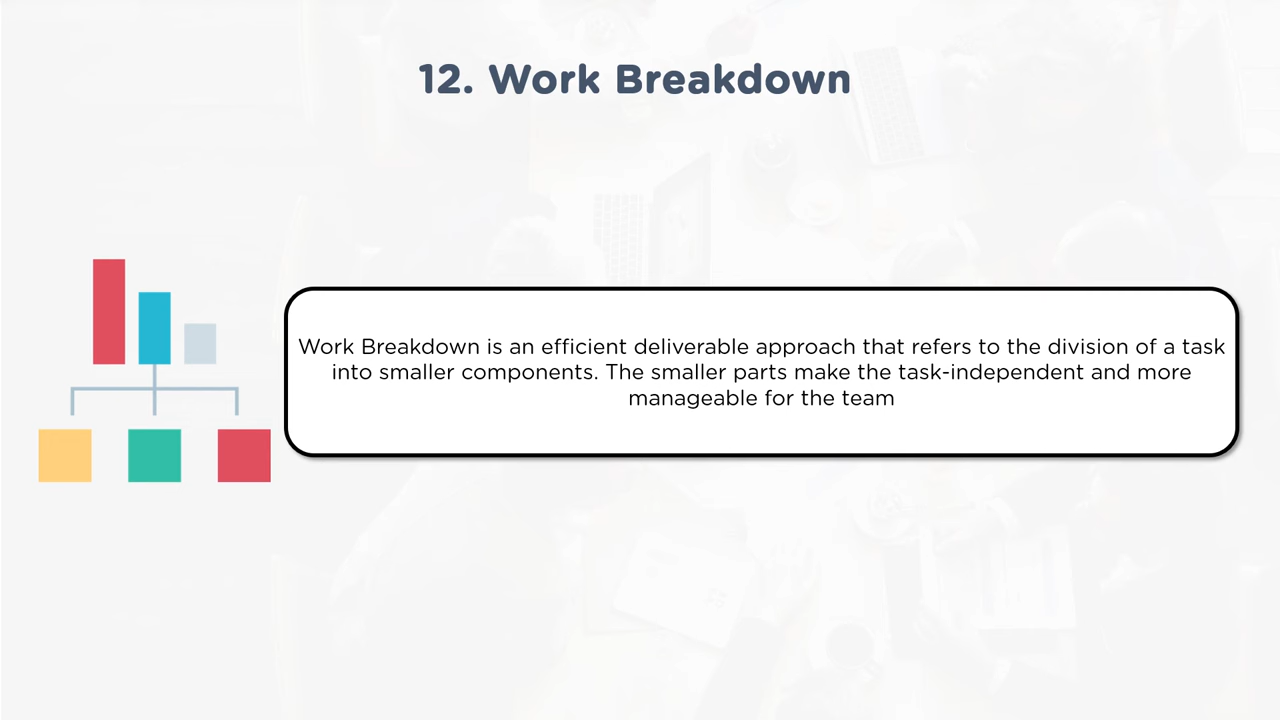 12. Work Breakdown
Work Breakdown is an efficient deliverable approach that refers to the division of a task
into smaller components. The smaller parts make the task-independent and more
manageable for the team